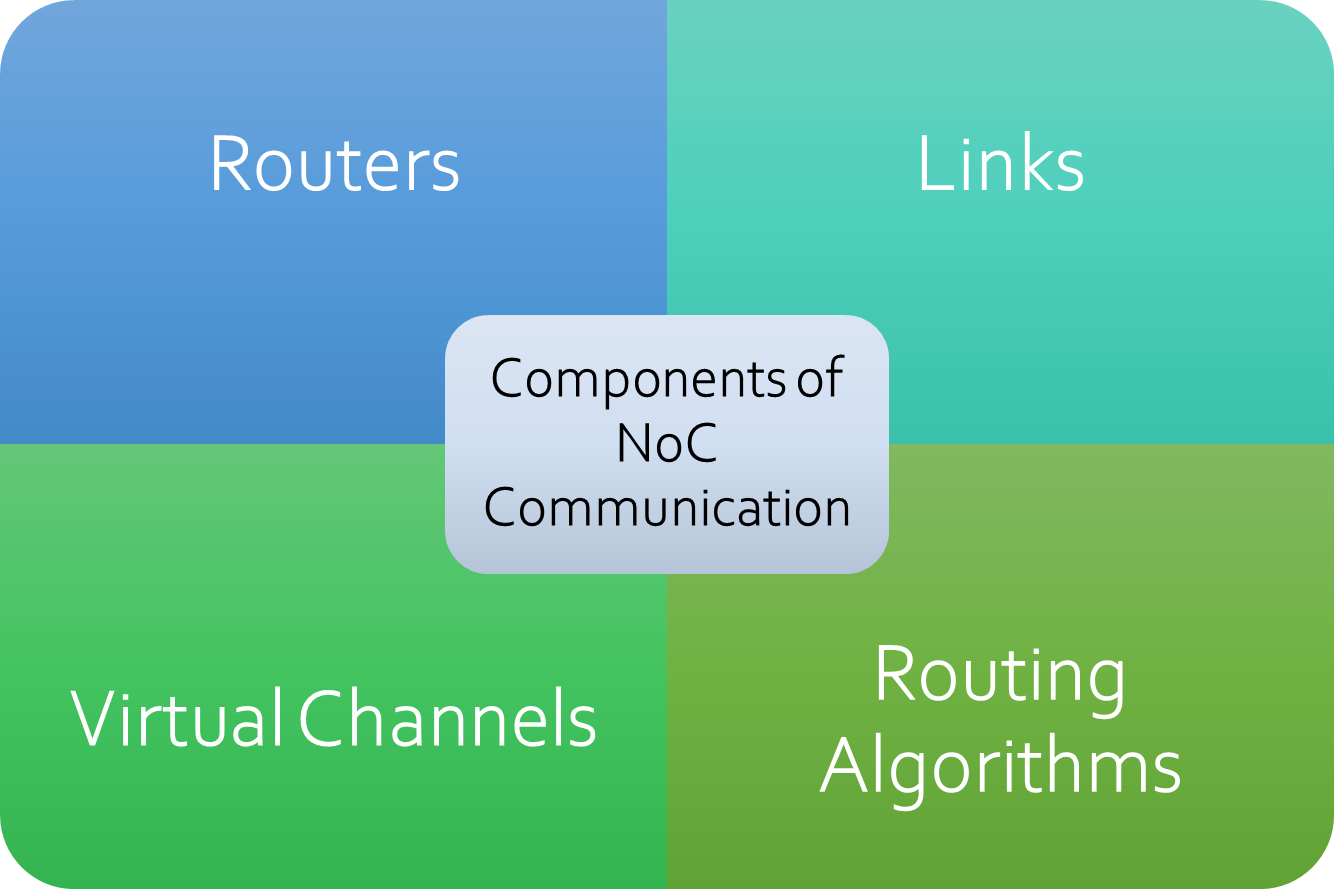 Routers
Links
Components of
NoC
Communication
Virtual Channels
Routing
Algorithms